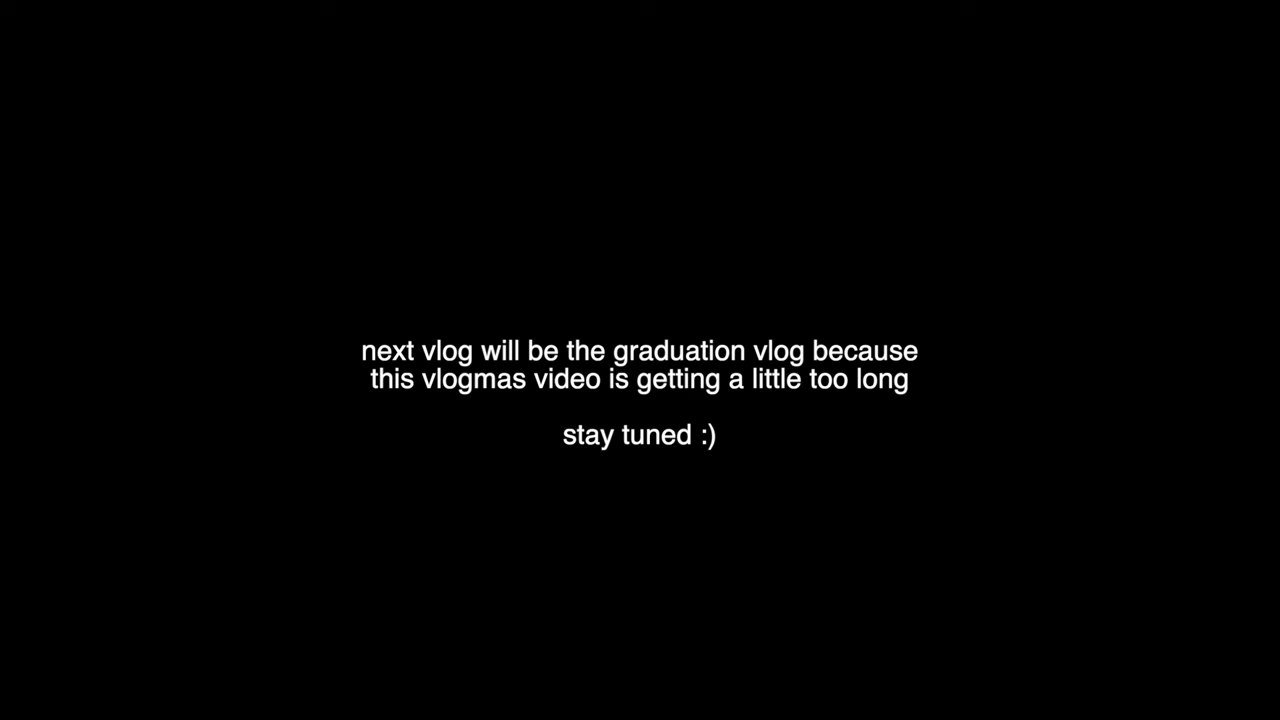 next vlog will be the graduation vlog because
this vlogmas video is getting a little too long
stay tuned :)